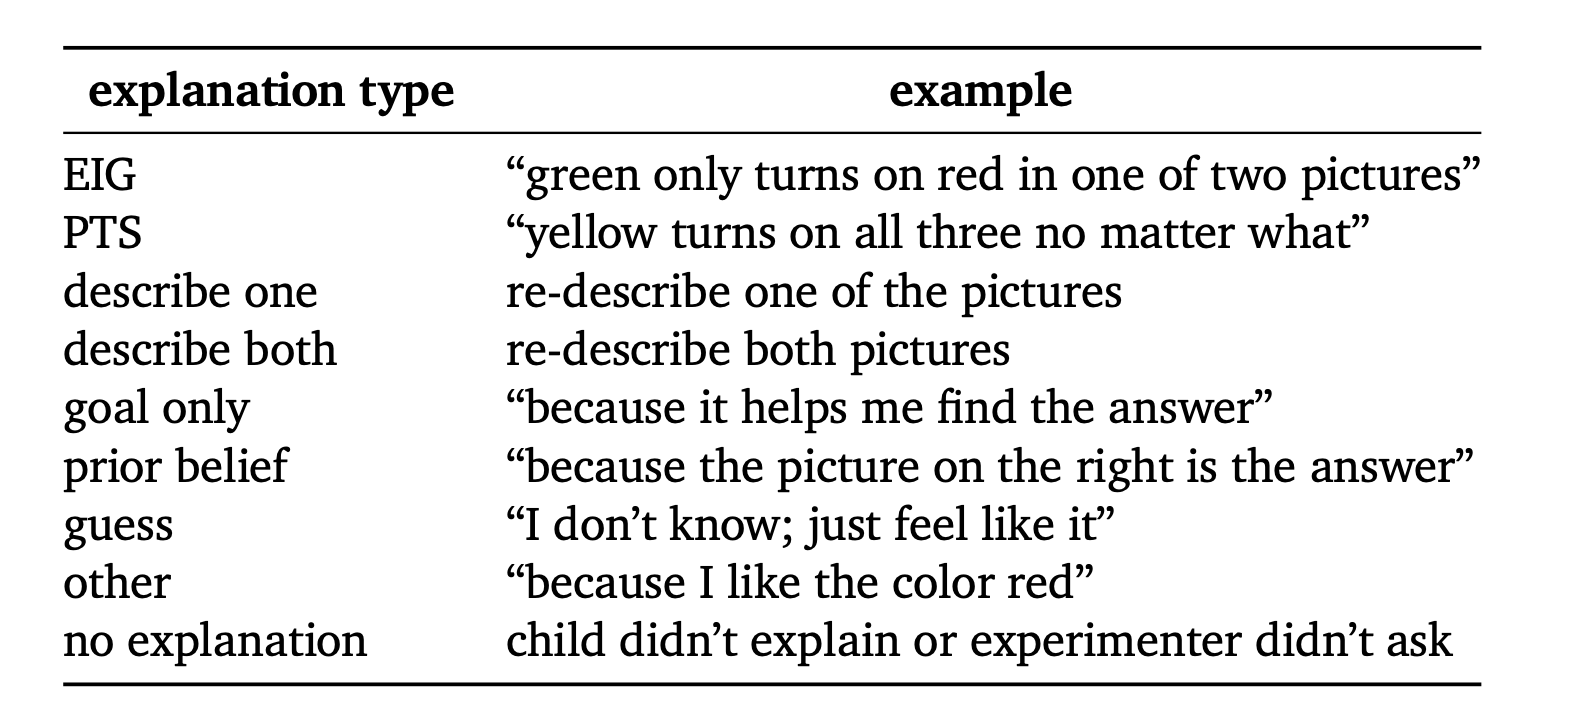 explanation type example
EIG “green only turns on red in one of two pictures”
PTS “yellow turns on all three no matter what”
describe one re-describe one of the pictures
describe both re-describe both pictures
goal only “because it helps me find the answer”
prior belief “because the picture on the right is the answer”
guess “I don’t know; just feel like it”
other “because I like the color red”
no explanation child didn’t explain or experimenter didn’t ask